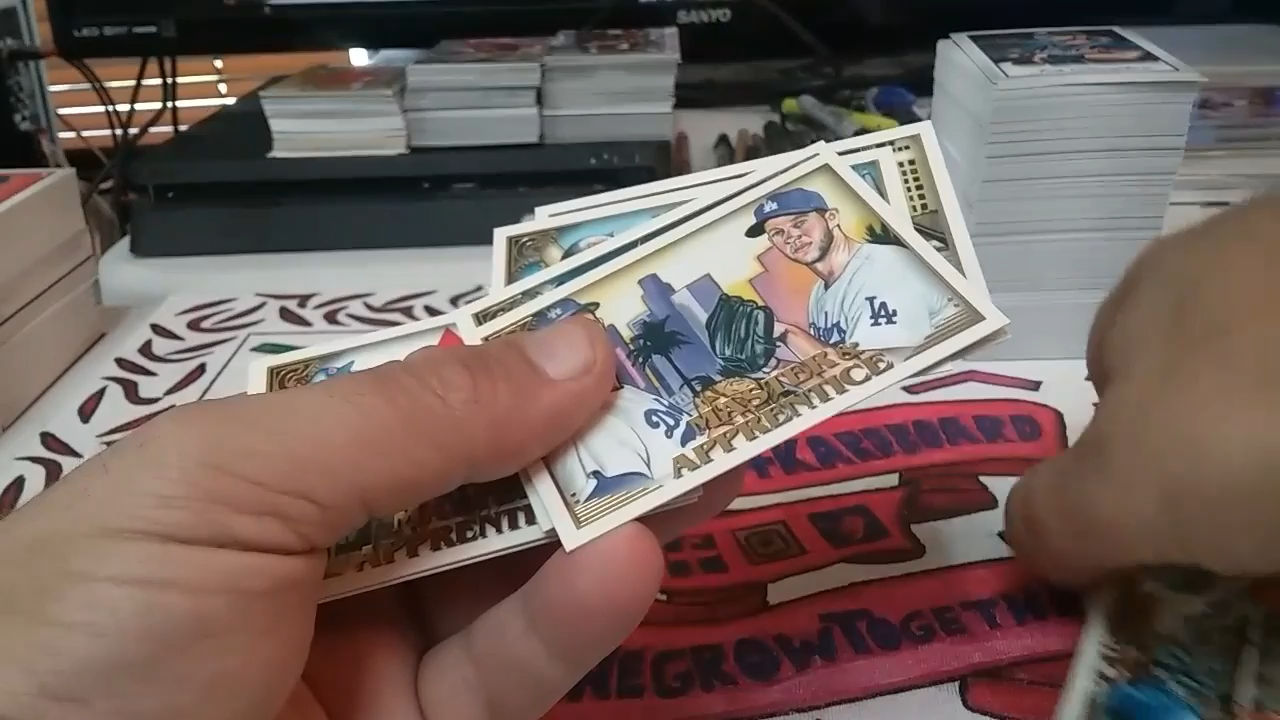 SANYO
LA
LA
MASTER &
APPRENTICE
APPRENTI
KARDBOARD
WEGROWTOGETH